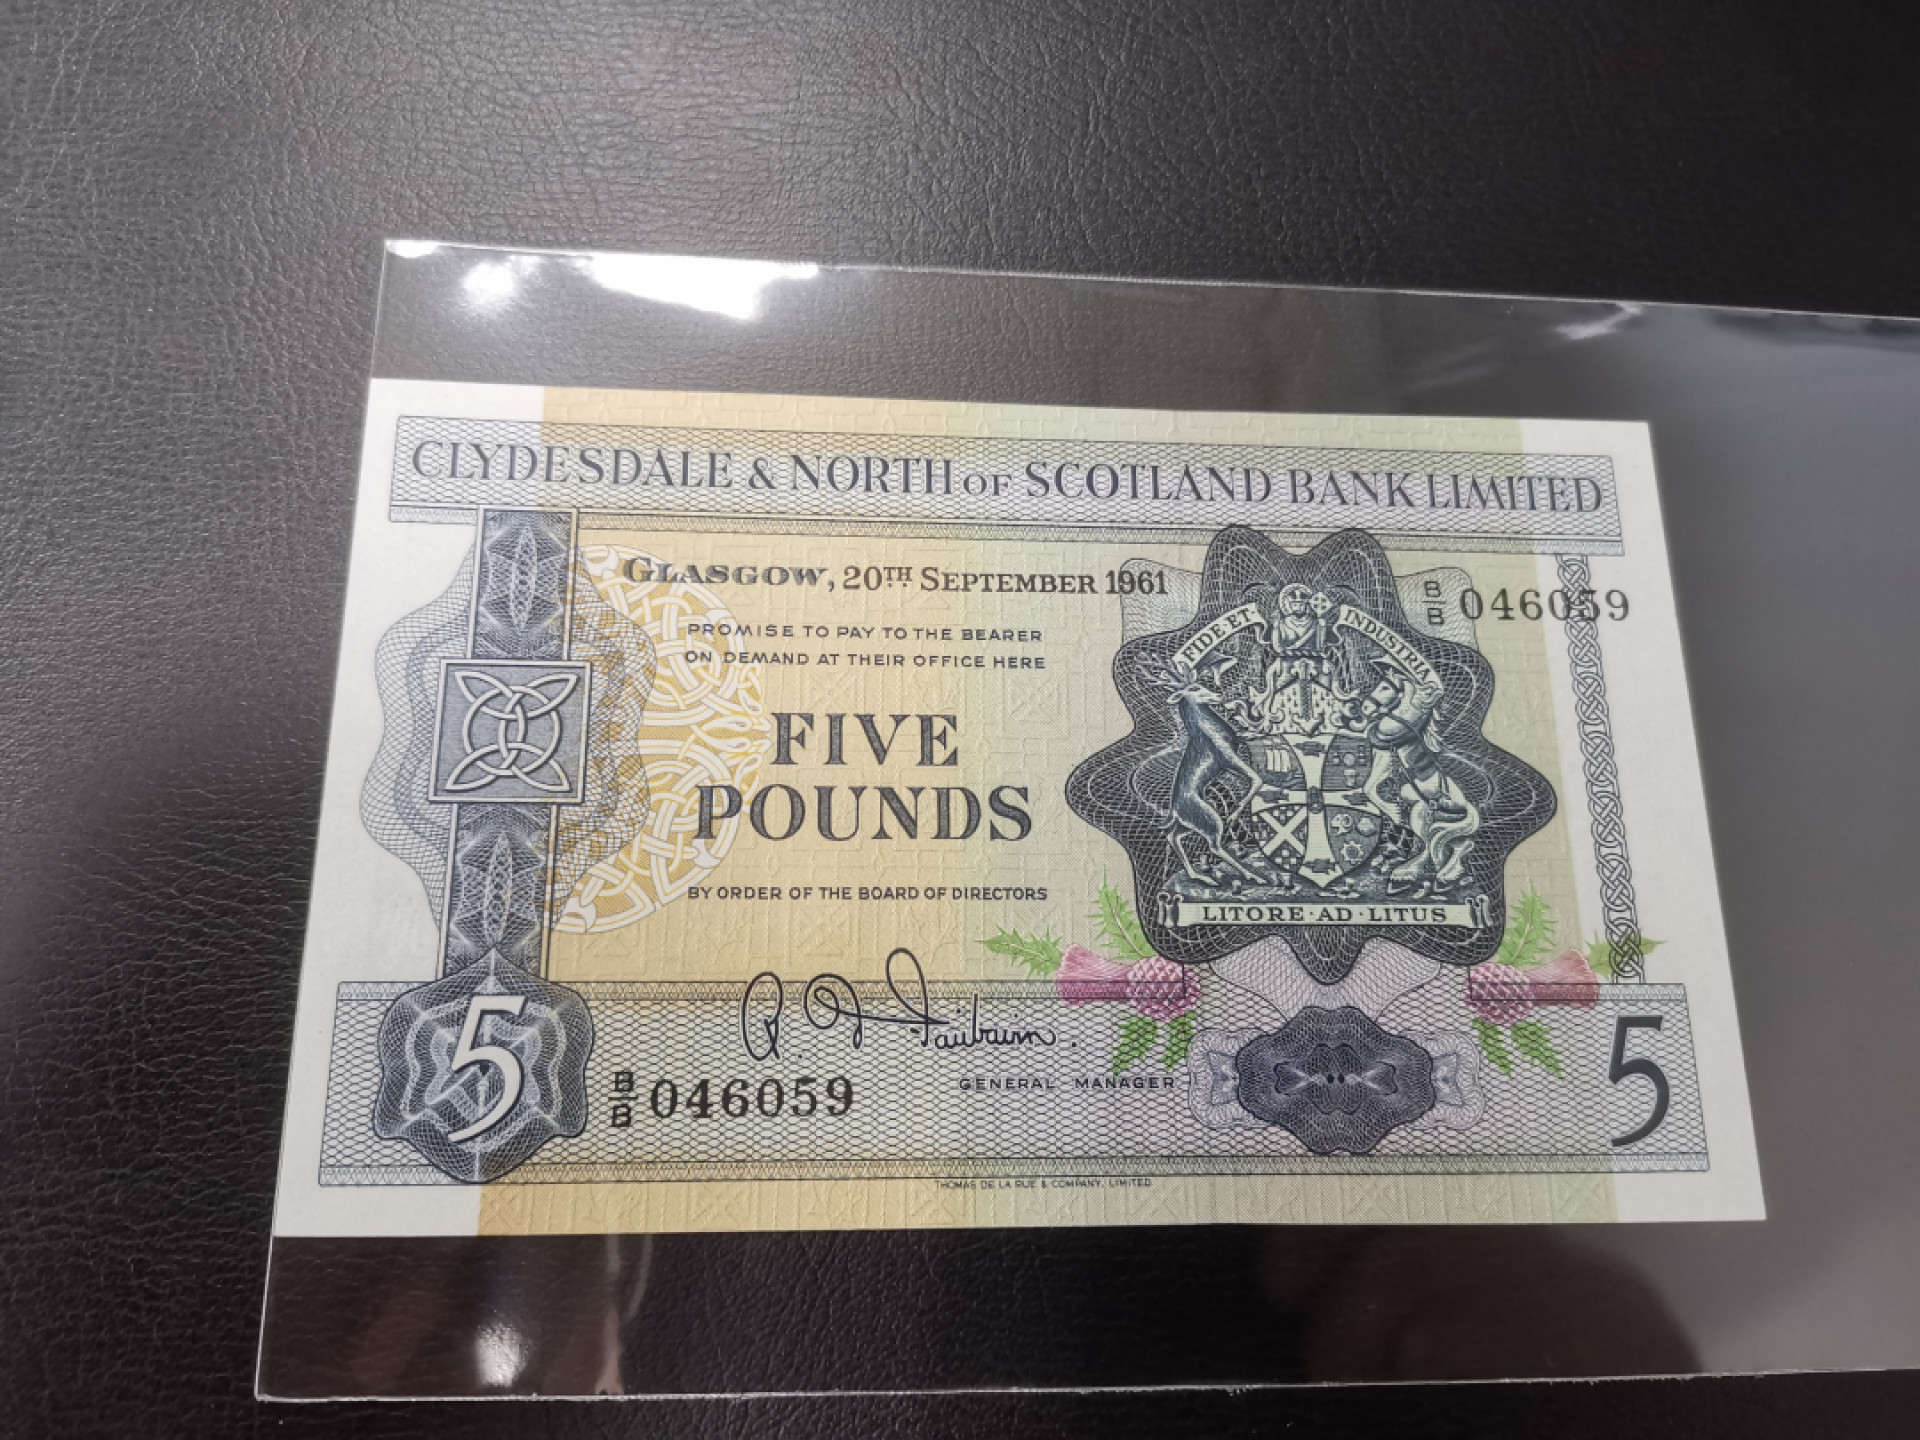 CLYDESDALE & NORTH OF SCOTLAND BANK LIMITED
GLASGOW, 20TH SEPTEMBER 1961
B/B 046059
PROMISE TO PAY TO THE BEARER
ON DEMAND AT THEIR OFFICE HERE
FIDE ET INDUSTRIA
FIVE
POUNDS
BY ORDER OF THE BOARD OF DIRECTORS
LITORE·AD·LITUS
R. D. Fairbairn.
GENERAL MANAGER
5
B/B 046059
5
THOMAS DE LA RUE & COMPANY, LIMITED